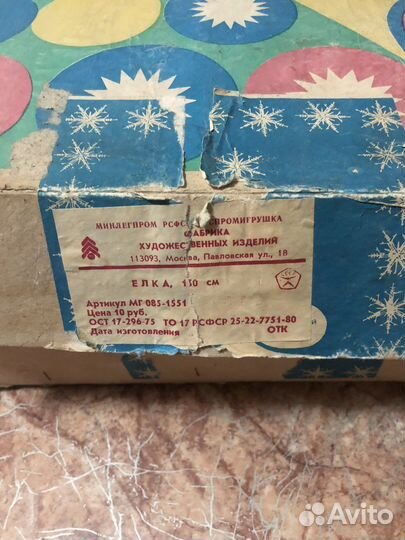 МИНЛЕГПРОМ РСФСР РОСПРОМИГРУШКА
ФАБРИКА
ХУДОЖЕСТВЕННЫХ ИЗДЕЛИЙ
113093, Москва, Павловская ул., 18
ЕЛКА, см
Артикул МГ 085-1551
Цена 10 руб.
ОСТ 17-296-75 ТО 17 РСФСР 25-22-7751-80
Дата изготовления ОТК
Avito